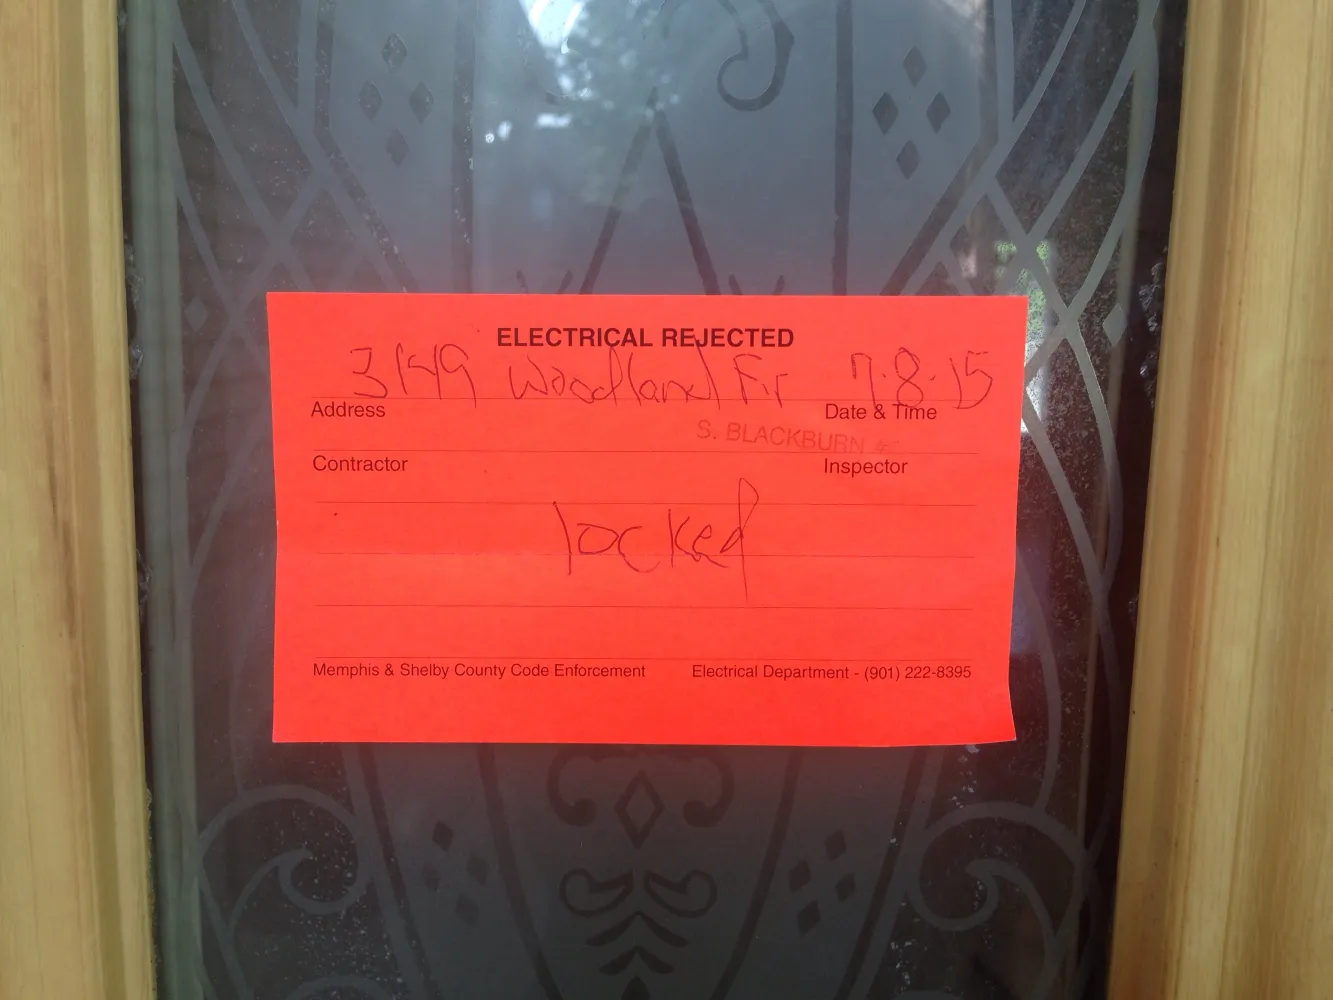 ELECTRICAL REJECTED
3149 Woodland Fir 7.8.15
Address Date & Time
S. BLACKBURN
Contractor Inspector
locked
Memphis & Shelby County Code Enforcement Electrical Department - (901) 222-8395